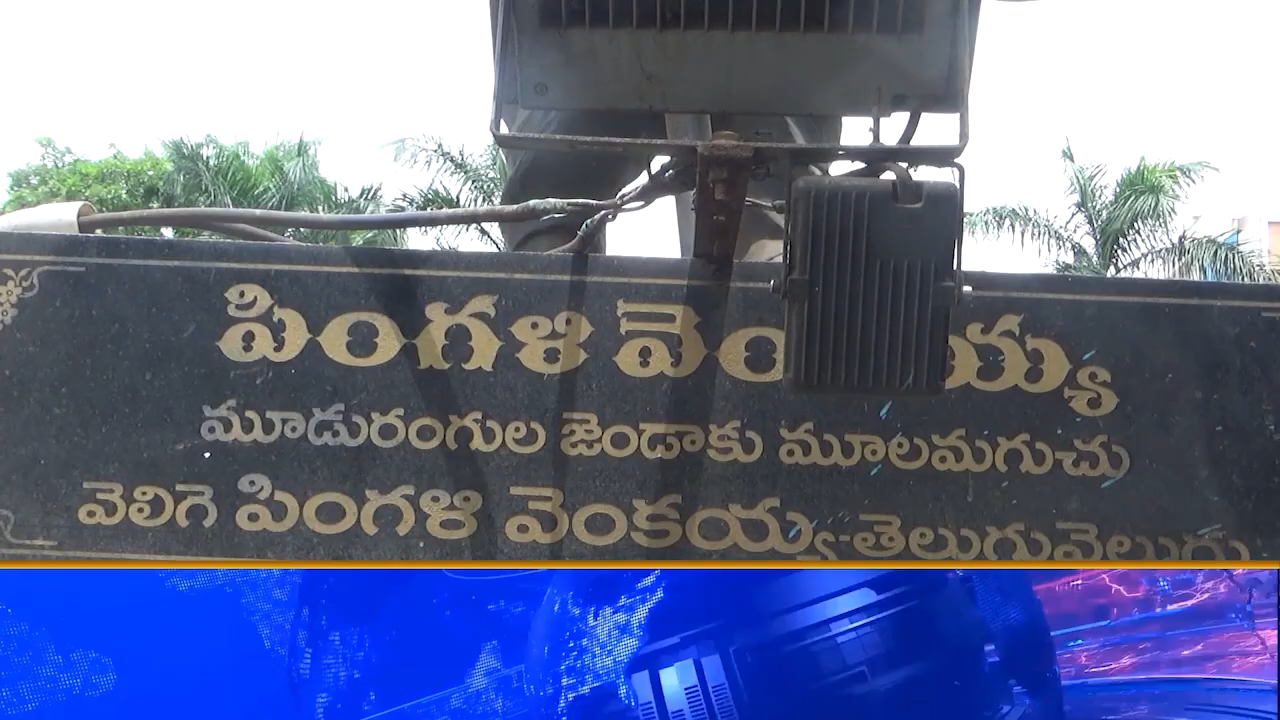 పింగళి
మూడురంగుల జెండాకు మూలమగుచు
వెలిగె పింగళి వెంకయ్య-తెలుగువెలుగు